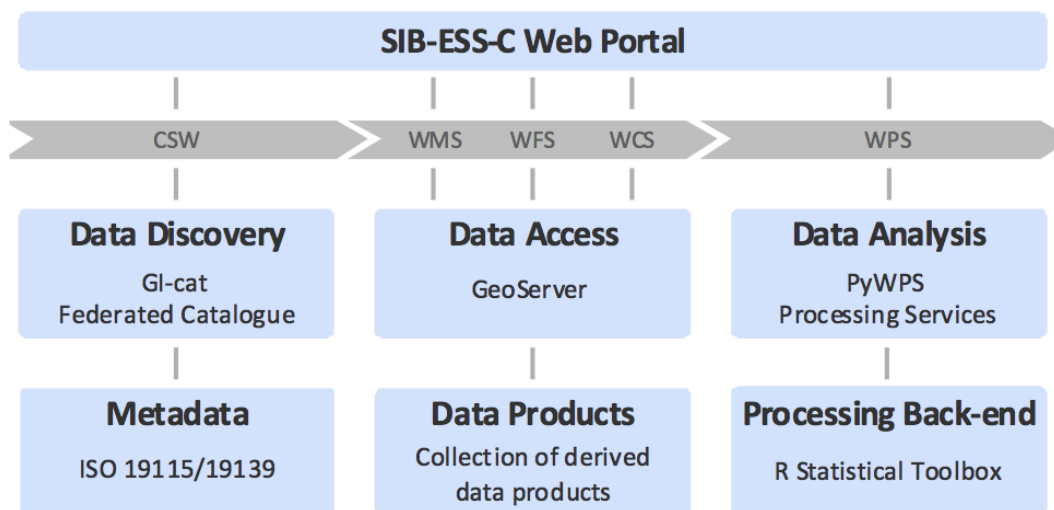 SIB-ESS-C Web Portal
CSW
WMS
WFS
WCS
WPS
Data Discovery
GI-cat
Federated Catalogue
Data Access
GeoServer
Data Analysis
PyWPS
Processing Services
Metadata
ISO 19115/19139
Data Products
Collection of derived
data products
Processing Back-end
R Statistical Toolbox